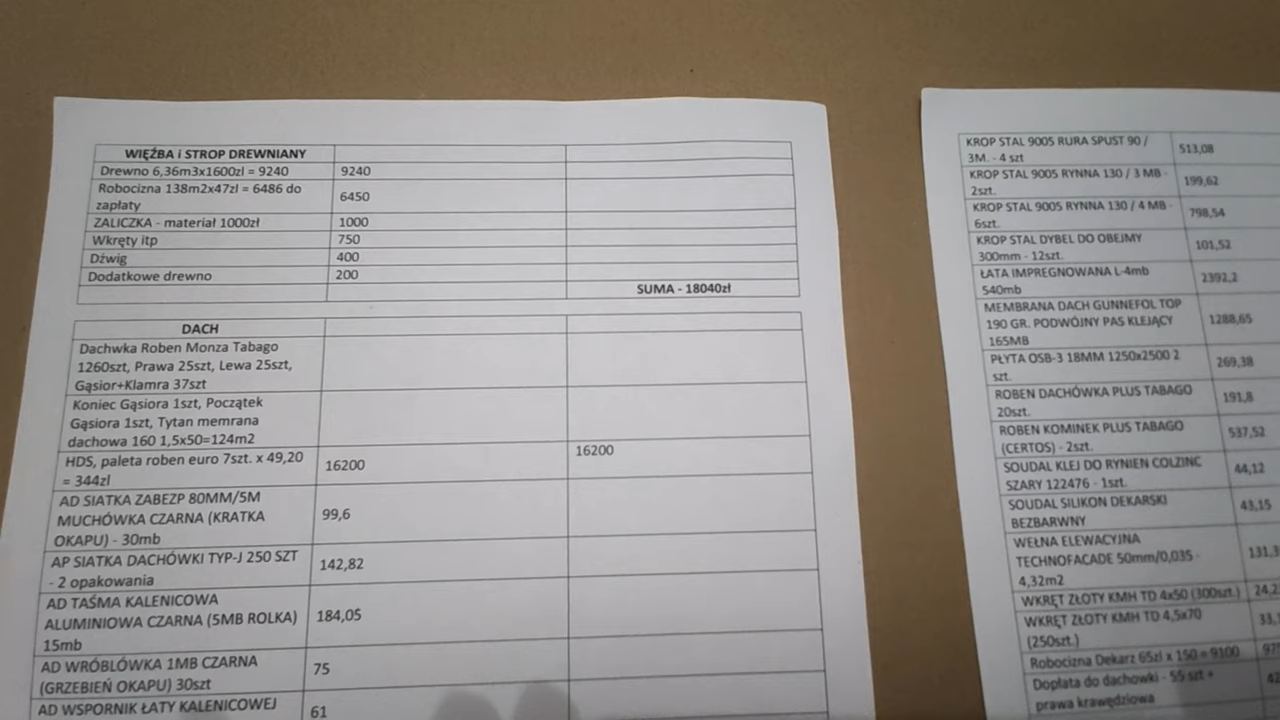 WIĘŹBA i STROP DREWNIANY
Drewno 6,36m3x1600zl = 9240 9240
Robocizna 138m2x47zl = 6486 do
zapłaty 6450
ZALICZKA - materiał 1000zł 1000
Wkręty itp 750
Dźwig 400
Dodatkowe drewno 200
SUMA - 18040zł
DACH
Dachwka Roben Monza Tabago
1260szt, Prawa 25szt, Lewa 25szt,
Gąsior+Klamra 37szt
Koniec Gąsiora 1szt, Początek
Gąsiora 1szt, Tytan memrana
dachowa 160 1,5x50=124m2
HDS, paleta roben euro 7szt. x 49,20
= 344zl 16200 16200
AD SIATKA ZABEZP 80MM/5M
MUCHÓWKA CZARNA (KRATKA
OKAPU) - 30mb 99,6
AP SIATKA DACHÓWKI TYP-J 250 SZT
- 2 opakowania 142,82
AD TAŚMA KALENICOWA
ALUMINIOWA CZARNA (5MB ROLKA)
15mb 184,05
AD WRÓBLÓWKA 1MB CZARNA
(GRZEBIEŃ OKAPU) 30szt 75
AD WSPORNIK ŁATY KALENICOWEJ 61
KROP STAL 9005 RURA SPUST 90 /
3M. - 4 szt 513,08
KROP STAL 9005 RYNNA 130 / 3 MB -
2szt. 199,62
KROP STAL 9005 RYNNA 130 / 4 MB -
6szt. 798,54
KROP STAL DYBEL DO OBEJMY
300mm - 12szt. 101,52
ŁATA IMPREGNOWANA L-4mb
540mb 2392,2
MEMBRANA DACH GUNNEFOL TOP
190 GR. PODWÓJNY PAS KLEJĄCY
165MB 1288,65
PŁYTA OSB-3 18MM 1250x2500 2
szt. 269,38
ROBEN DACHÓWKA PLUS TABAGO
20szt. 191,8
ROBEN KOMINEK PLUS TABAGO
(CERTOS) - 2szt. 537,52
SOUDAL KLEJ DO RYNIEN COLZINC
SZARY 122476 - 1szt. 44,12
SOUDAL SILIKON DEKARSKI
BEZBARWNY 43,15
WEŁNA ELEWACYJNA
TECHNOFACADE 50mm/0,035 -
4,32m2 131,3
WKRĘT ZŁOTY KMH TD 4x50 (300szt.) 24,2
WKRĘT ZŁOTY KMH TD 4,5x70
(250szt.) 33,
Robocizna Dekarz 65zl x 150 = 9100
Dopłata do dachowki - 55 szt +
prawa krawędziowa 42